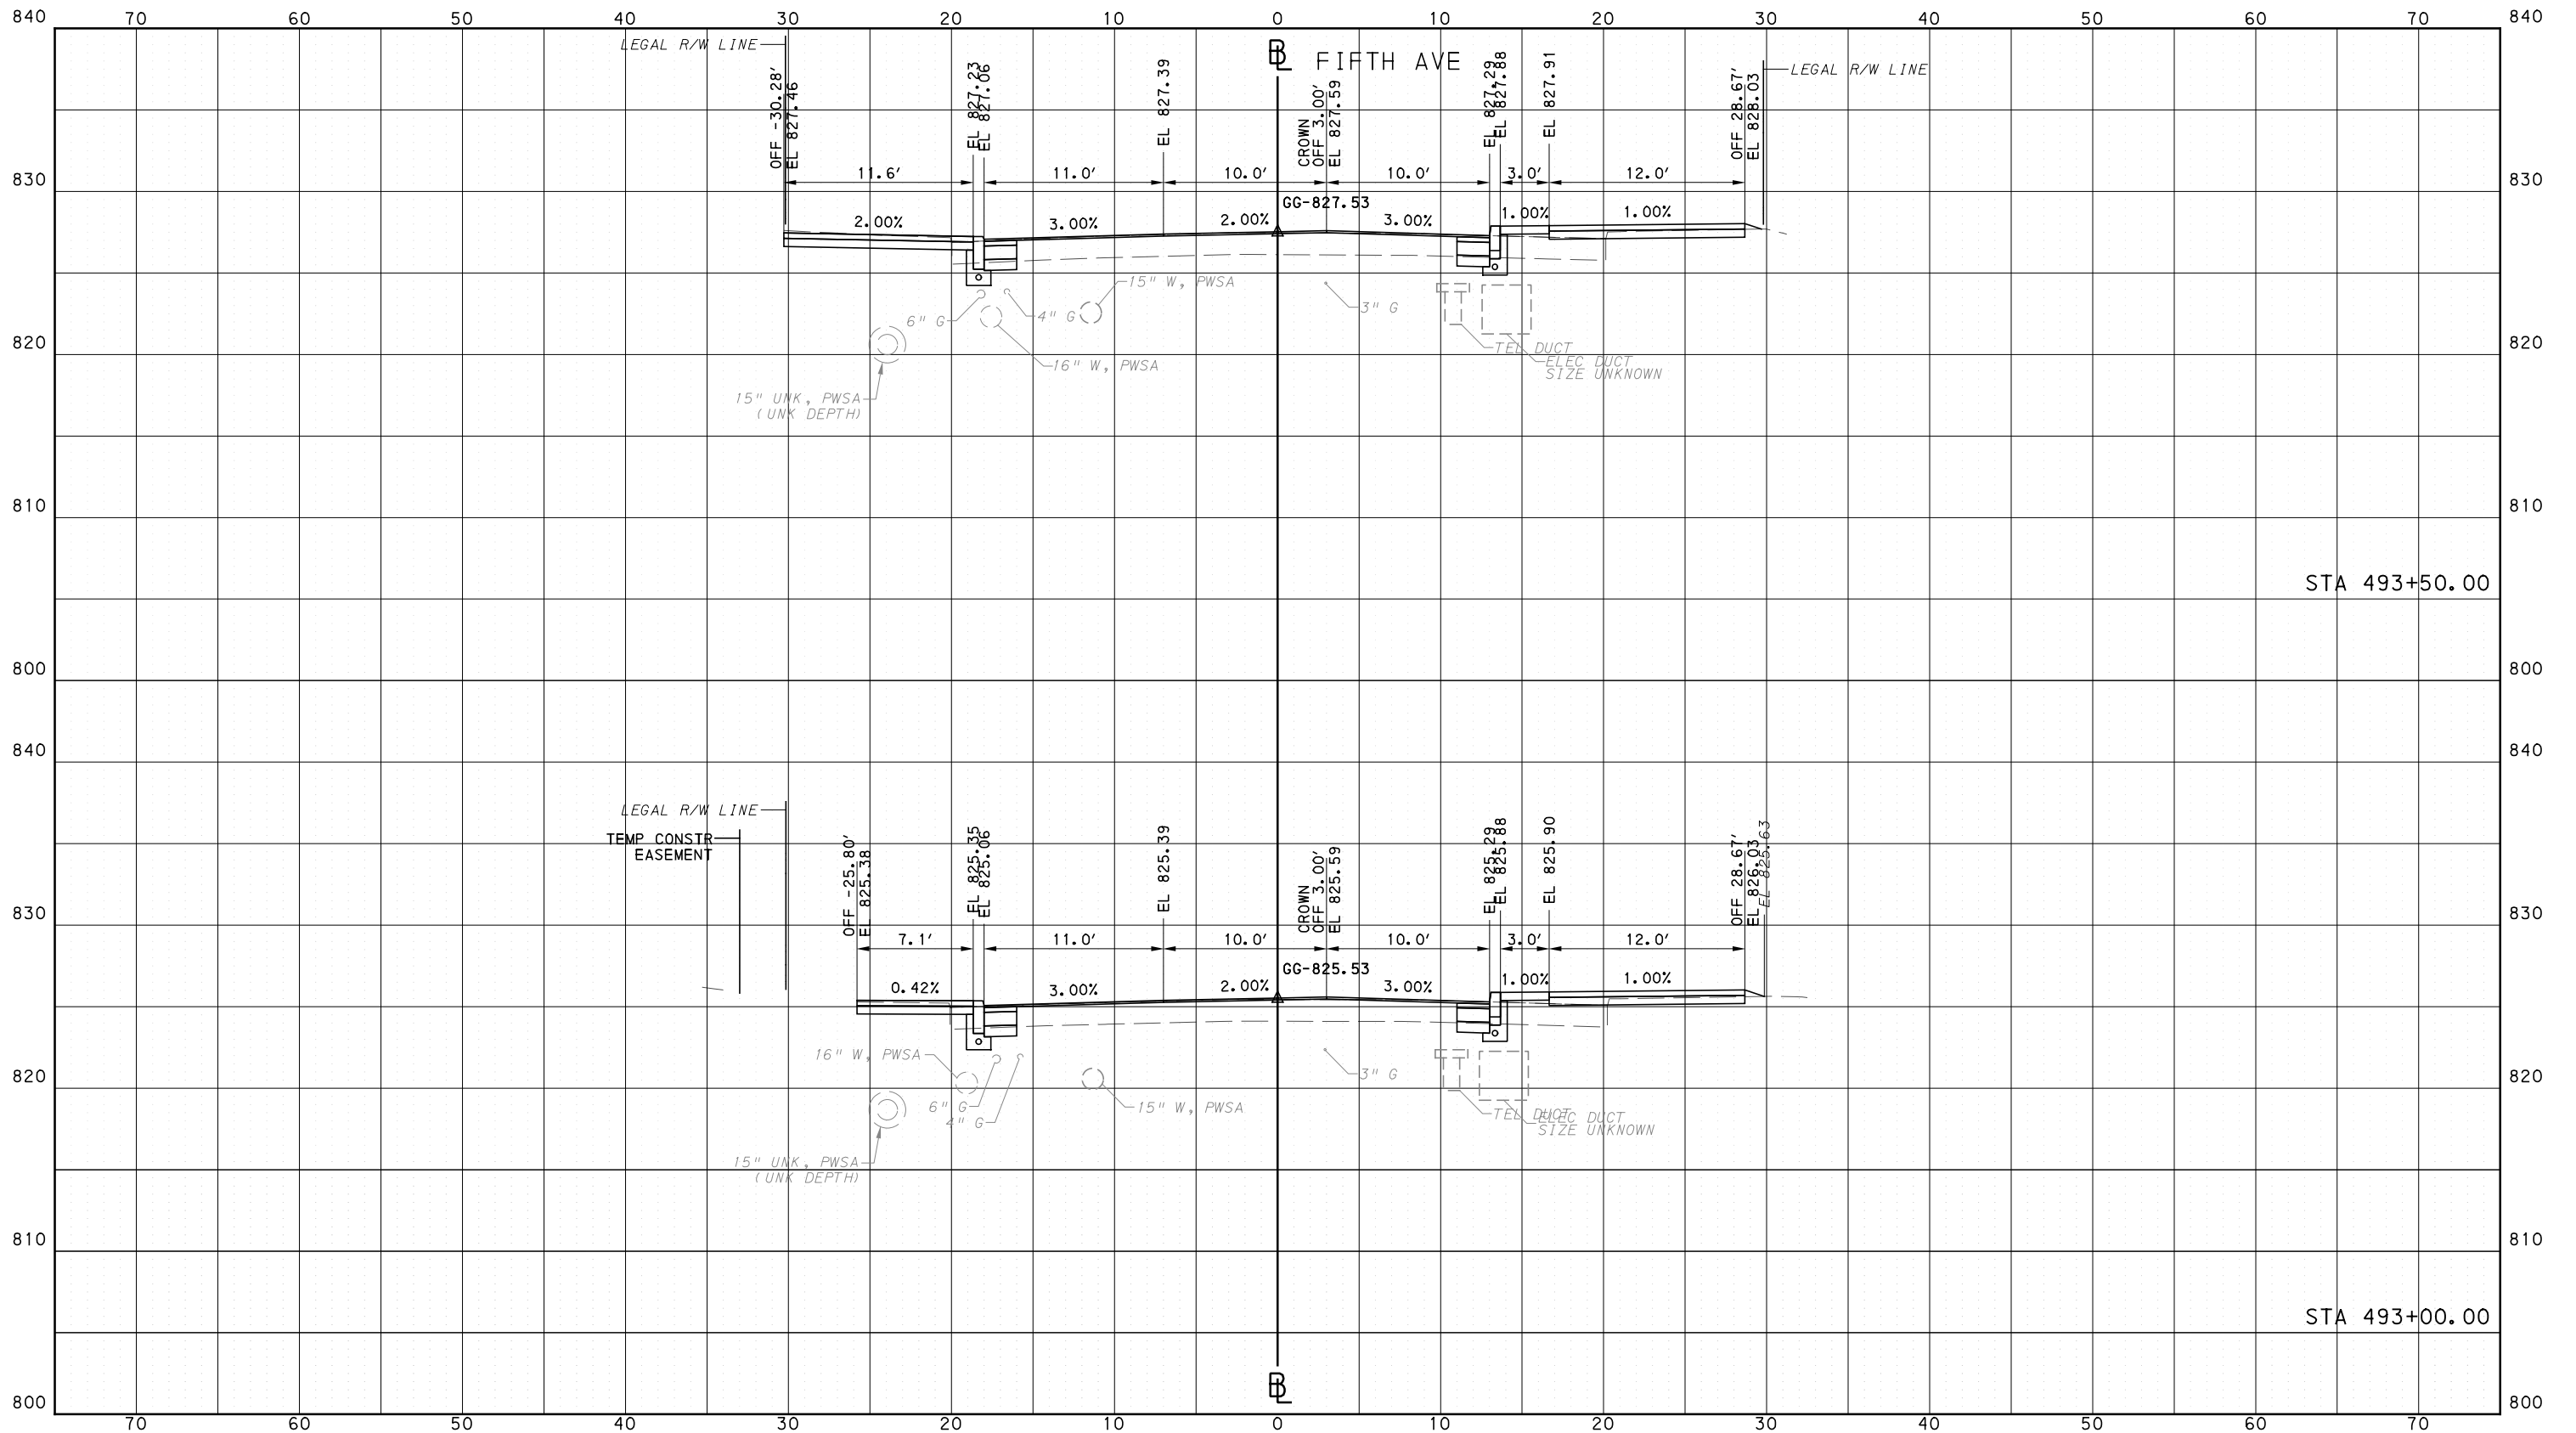 840 70 60 50 40 30 20 10 0 10 20 30 40 50 60 70 840
LEGAL R/W LINE
OFF -30.28'
EL 827.46
EL 827.23
EL 827.06
EL 827.39
BL FIFTH AVE
CROWN
OFF 3.00'
EL 827.59
EL 827.29
EL 827.88
EL 827.91
OFF 28.67'
EL 828.03
LEGAL R/W LINE
830 830
11.6' 11.0' 10.0' 10.0' 3.0' 12.0'
GG-827.53
2.00% 3.00% 2.00% 3.00% 1.00% 1.00%
15" W, PWSA
6" G
4" G
3" G
16" W, PWSA
TEL DUCT
ELEC DUCT
SIZE UNKNOWN
820 820
15" UNK, PWSA
(UNK DEPTH)
810 810
STA 493+50.00
800 800
840 840
LEGAL R/W LINE
TEMP CONSTR
EASEMENT
OFF -25.80'
EL 825.38
EL 825.35
EL 825.06
EL 825.39
CROWN
OFF 3.00'
EL 825.59
EL 825.29
EL 825.88
EL 825.90
OFF 28.67'
EL 826.03
EL 825.63
830 830
7.1' 11.0' 10.0' 10.0' 3.0' 12.0'
GG-825.53
0.42% 3.00% 2.00% 3.00% 1.00% 1.00%
16" W, PWSA
3" G
820 820
6" G
4" G
15" W, PWSA
TEL DUCT
ELEC DUCT
SIZE UNKNOWN
15" UNK, PWSA
(UNK DEPTH)
810 810
STA 493+00.00
BL
800 800
70 60 50 40 30 20 10 0 10 20 30 40 50 60 70